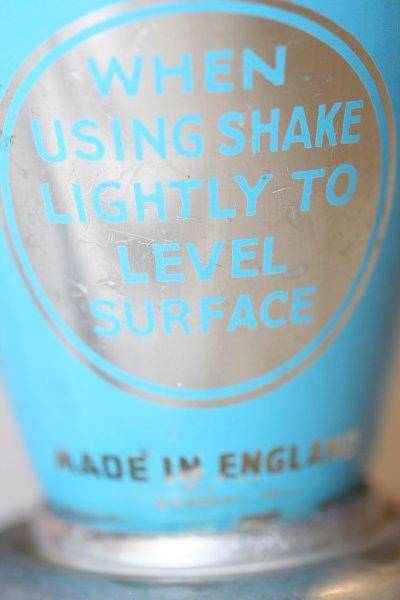 WHEN
USING SHAKE
LIGHTLY TO
LEVEL
SURFACE
MADE IN ENGLAND